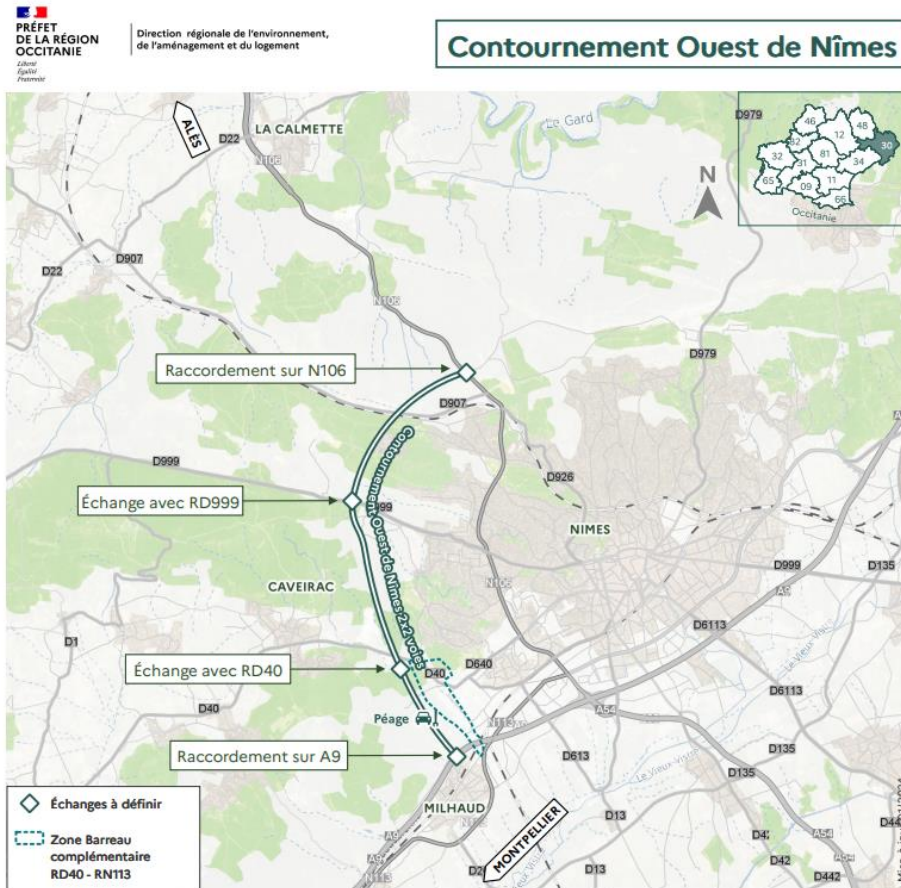 PRÉFET
DE LA RÉGION
OCCITANIE
Liberté
Égalité
Fraternité
Direction régionale de l'environnement,
de l'aménagement et du logement
Contournement Ouest de Nîmes
ALÈS
D22
LA CALMETTE
N106
Le Gard
D979
46
48
12
82
30
32
81
31
34
65
09
11
66
Occitanie
N
D22
D907
N106
D979
Raccordement sur N106
D907
D999
D926
Échange avec RD999
999
Contournement Ouest de Nîmes 2x2 voies
NIMES
D999
D135
A9
CAVEIRAC
N106
D1
D6113
Échange avec RD40
D40
D640
D40
D6113
Péage
N113
A9
A54
Raccordement sur A9
D613
D135
D135
MILHAUD
D13
A9
A54
MONTPELLIER
D13
D42
A54
D442
N113
Échanges à définir
Zone Barreau
complémentaire
RD40 - RN113